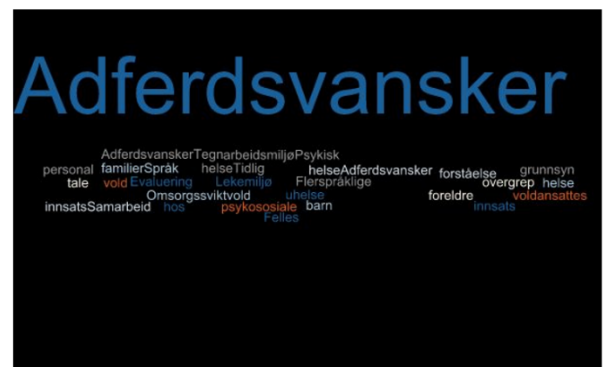 Adferdsvansker
AdferdsvanskerTegnarbeidsmiljøPsykisk
personal familierSpråk helseTidlig helseAdferdsvansker forståelse grunnsyn
tale vold Evaluering Lekemiljø Flerspråklige overgrep helse
Omsorgssviktvold uhelse foreldre voldansattes
innsatsSamarbeid hos psykososiale barn innsats
Felles